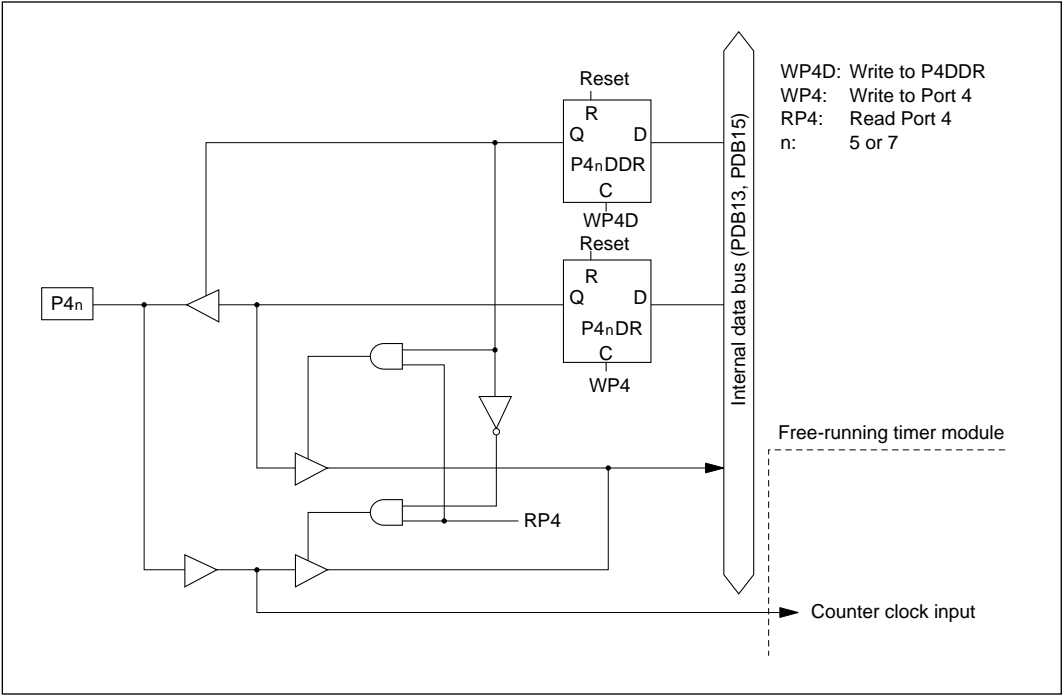 Reset
R
Q D
P4nDDR
C
WP4D
Reset
R
Q D
P4nDR
C
WP4
P4n
RP4
Internal data bus (PDB13, PDB15)
WP4D: Write to P4DDR
WP4: Write to Port 4
RP4: Read Port 4
n: 5 or 7
Free-running timer module
Counter clock input